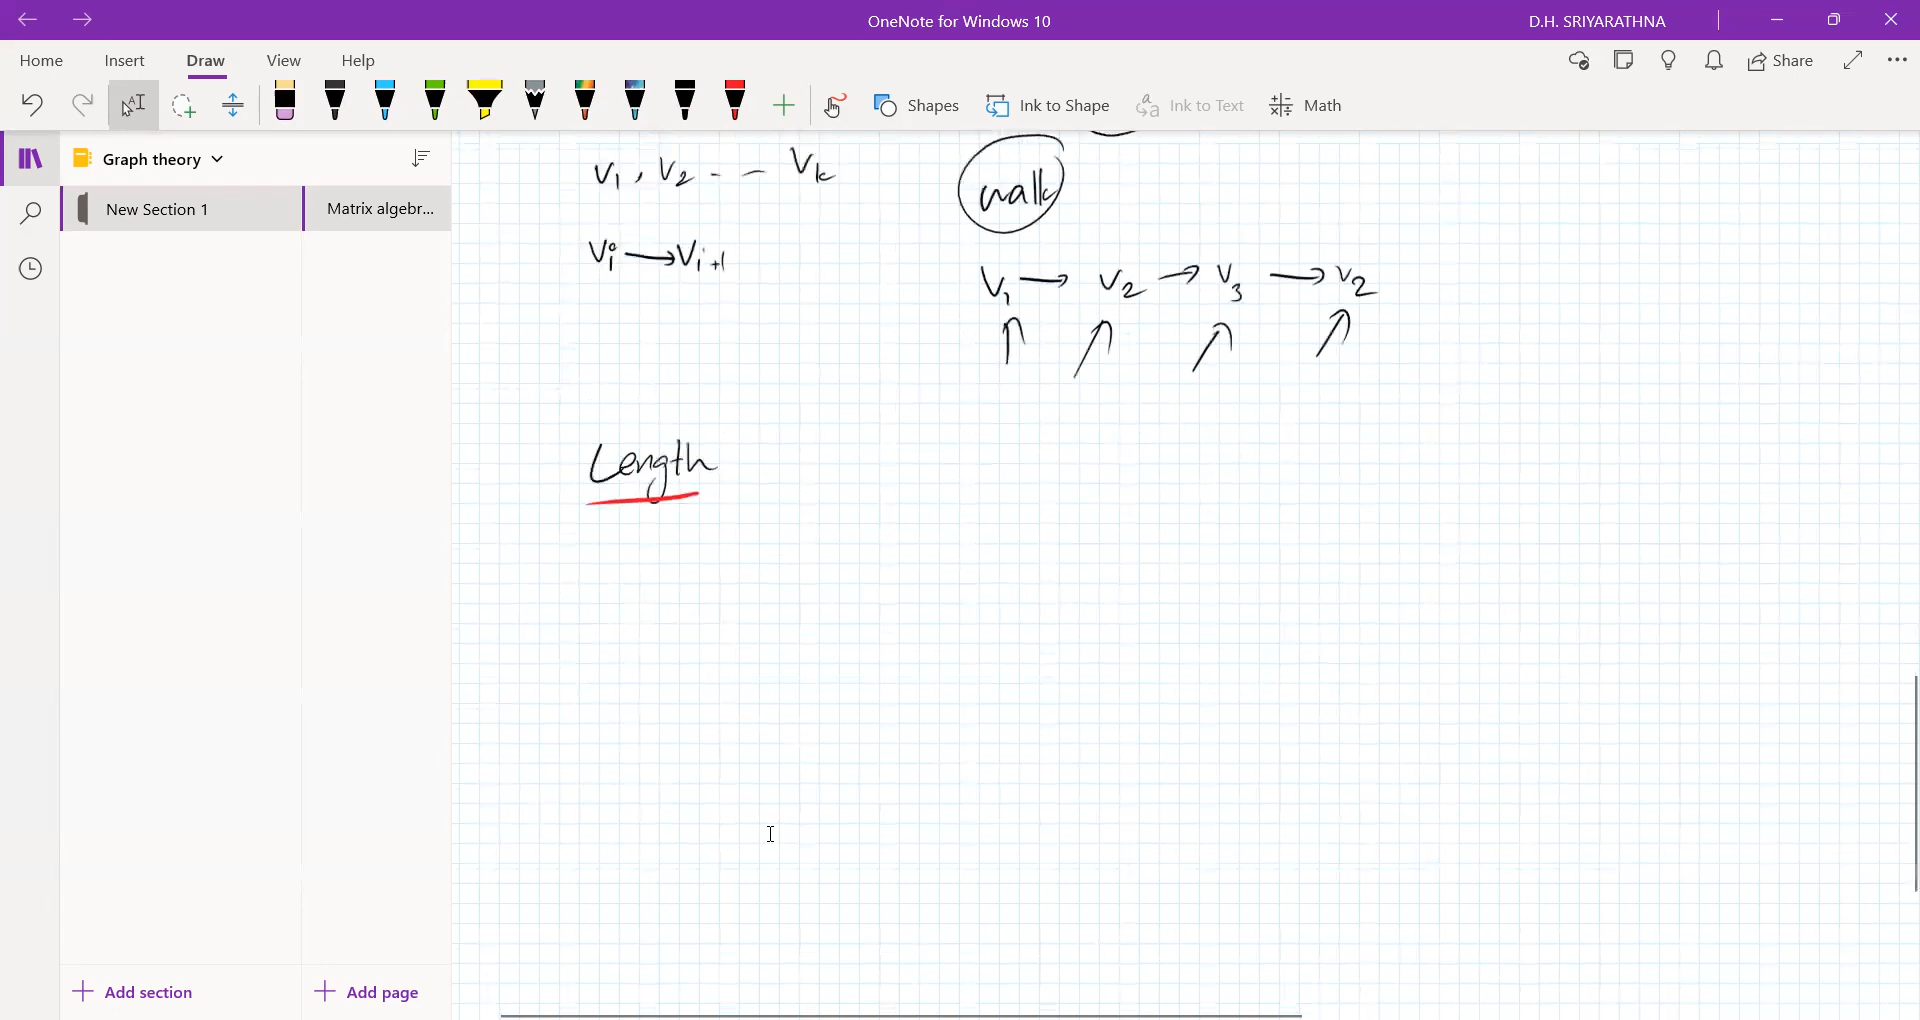 OneNote for Windows 10
D.H. SRIYARATHNA
Home Insert Draw View Help
Share
Shapes Ink to Shape Ink to Text Math
Graph theory
New Section 1
Matrix algebr...
V1, V2 - - Vk
walk
Vi → Vi+1
V1 → V2 → V3 → V2
Length
Add section
Add page